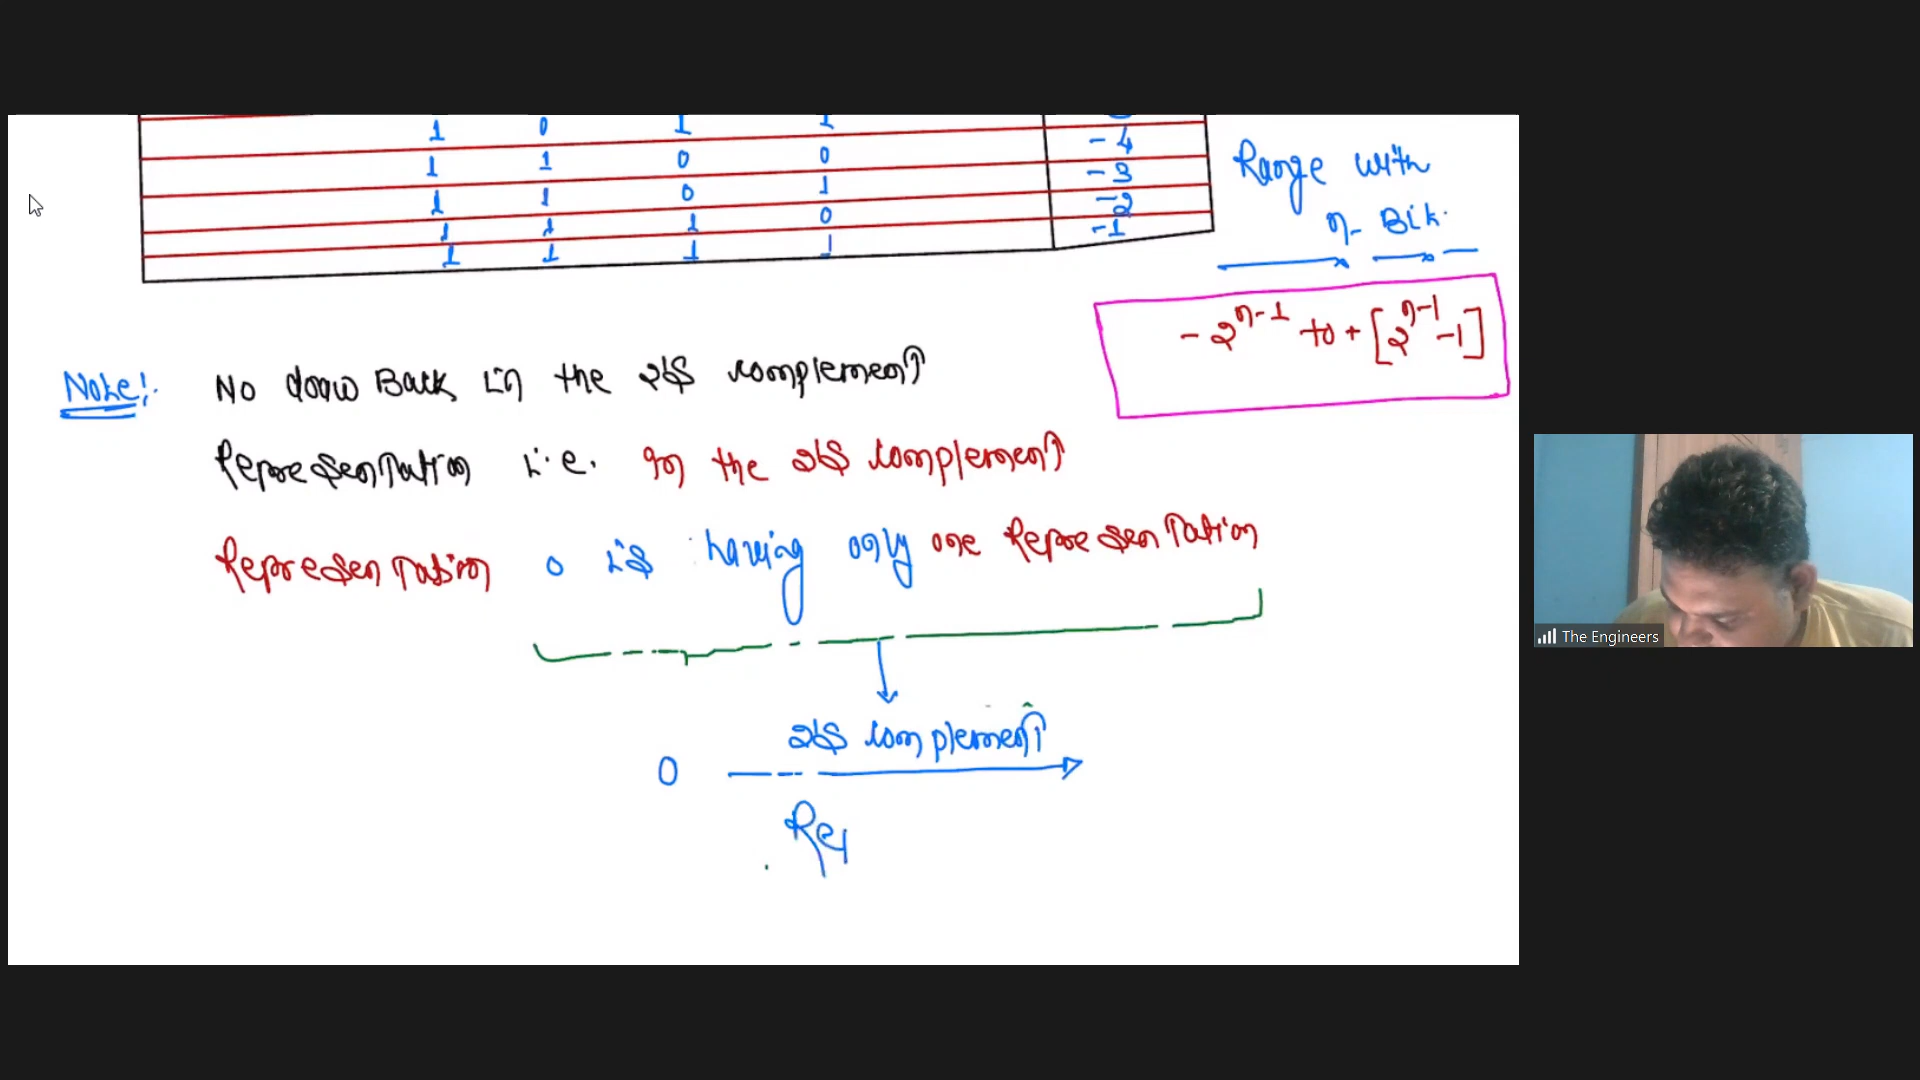 1 0 1 1
1 1 0 0 -4
1 1 0 1 -3
1 1 1 0 -2
1 1 1 1 -1
Range with
n- Bit.
-2^{n-1} to + [2^{n-1} -1]
Note!: No draw Back in the 2's complement
Representation i.e. In the 2's complement
Representation 0 is having only one Representation
2's complement
0
Rep
The Engineers